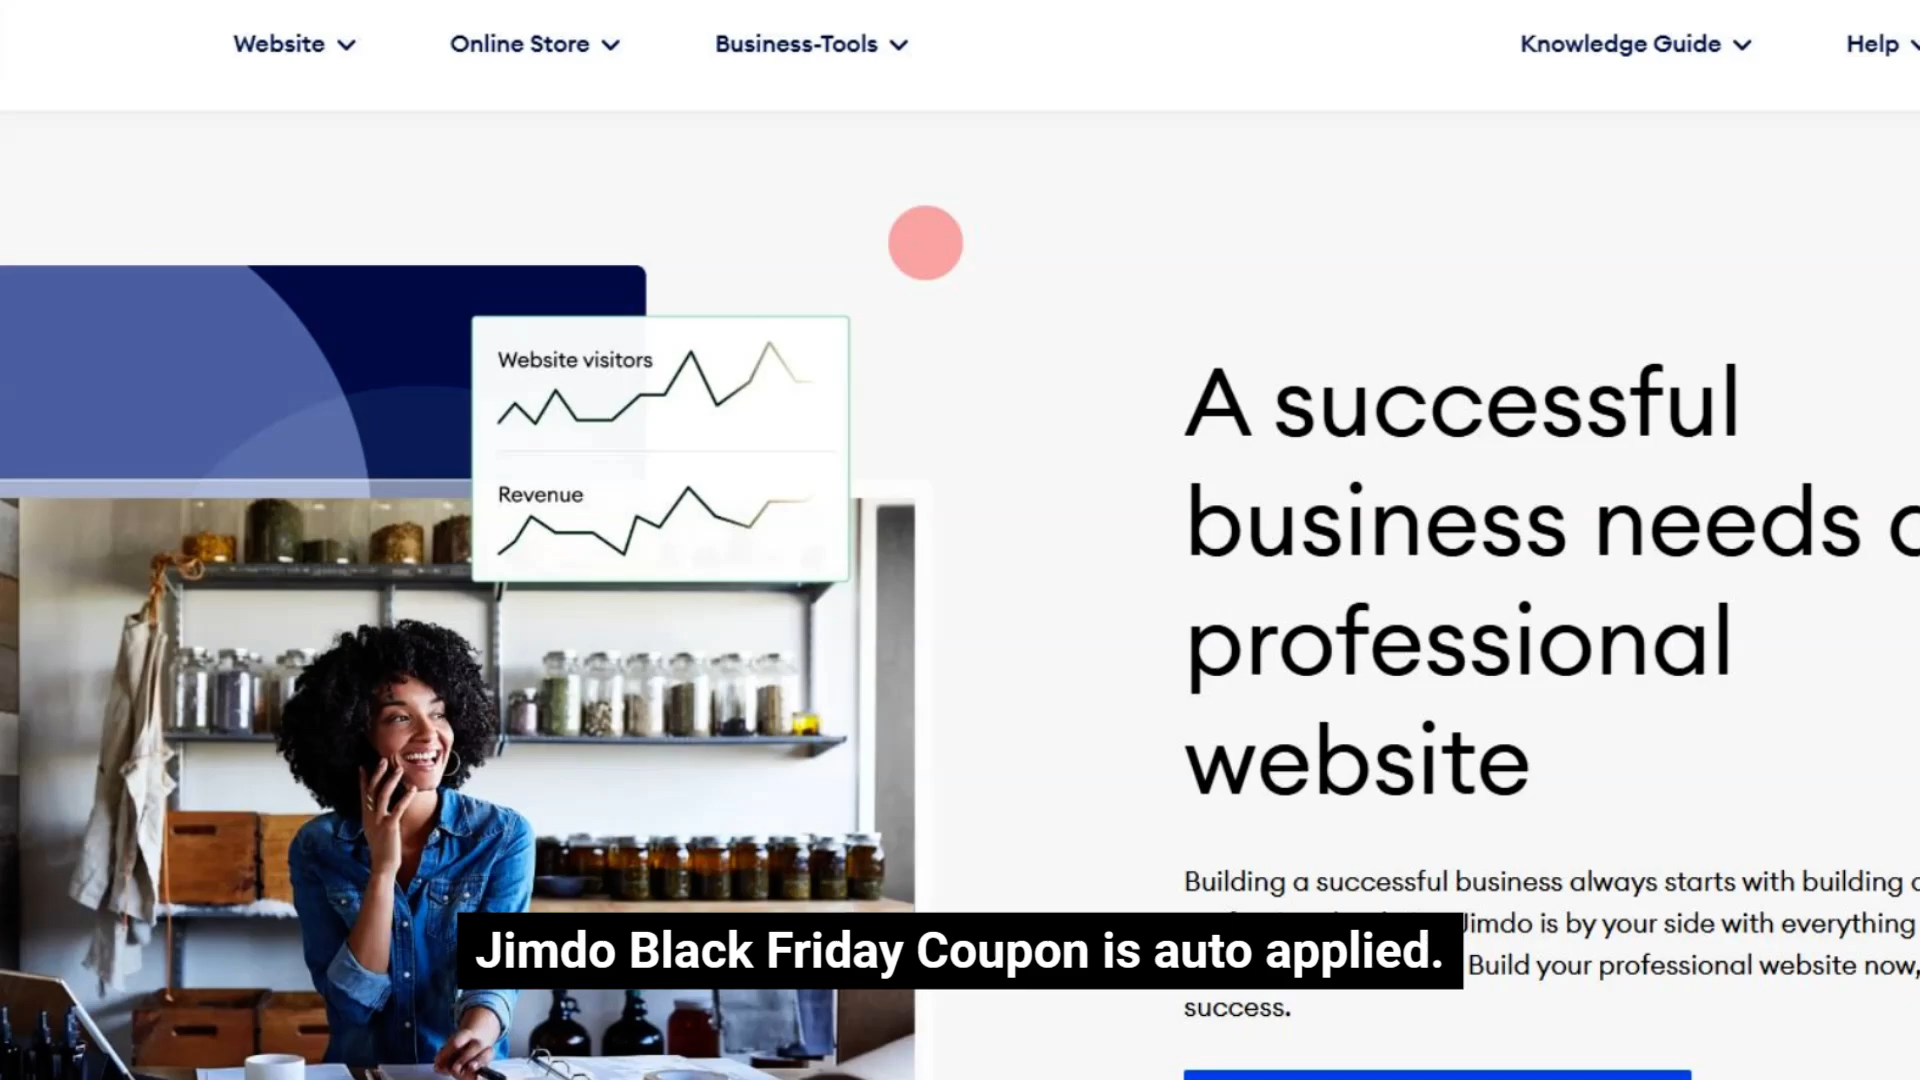 Website
Online Store
Business-Tools
Knowledge Guide
Help
Website visitors
Revenue
A successful
business needs
professional
website
Building a successful business always starts with building
Jimdo is by your side with everything
Build your professional website now,
success.
Jimdo Black Friday Coupon is auto applied.